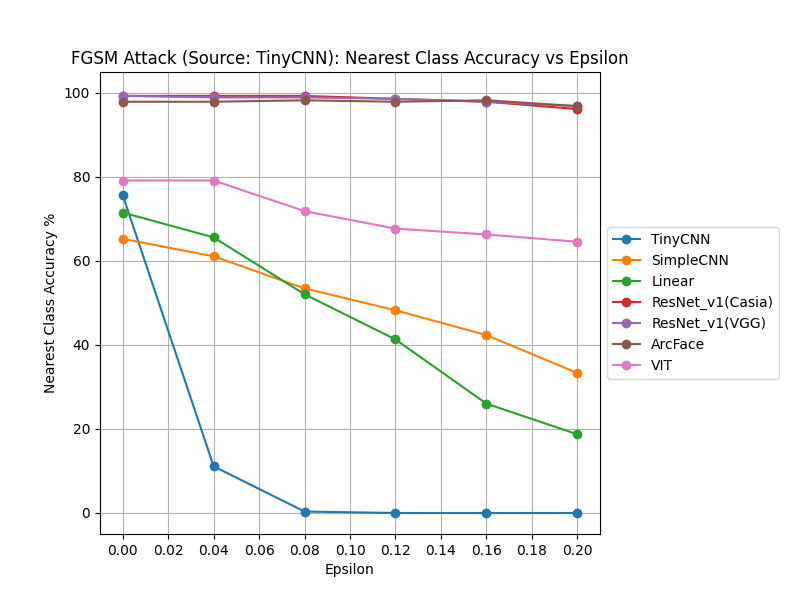 FGSM Attack (Source: TinyCNN): Nearest Class Accuracy vs Epsilon
Nearest Class Accuracy %
100
80
60
40
20
0
0.00 0.02 0.04 0.06 0.08 0.10 0.12 0.14 0.16 0.18 0.20
Epsilon
TinyCNN
SimpleCNN
Linear
ResNet_v1(Casia)
ResNet_v1(VGG)
ArcFace
VIT